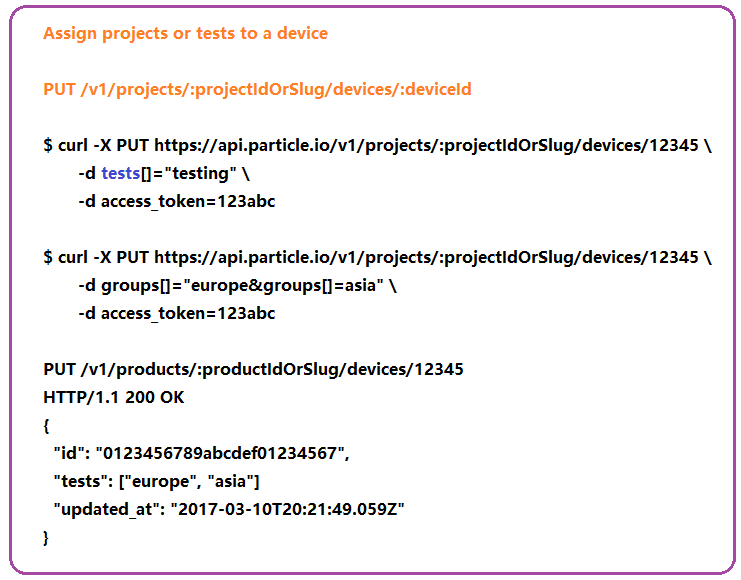 Assign projects or tests to a device
PUT /v1/projects/:projectIdOrSlug/devices/:deviceId
$ curl -X PUT https://api.particle.io/v1/projects/:projectIdOrSlug/devices/12345 \
-d tests[]="testing" \
-d access_token=123abc
$ curl -X PUT https://api.particle.io/v1/projects/:projectIdOrSlug/devices/12345 \
-d groups[]="europe&groups[]=asia" \
-d access_token=123abc
PUT /v1/products/:productIdOrSlug/devices/12345
HTTP/1.1 200 OK
{
"id": "0123456789abcdef01234567",
"tests": ["europe", "asia"]
"updated_at": "2017-03-10T20:21:49.059Z"
}